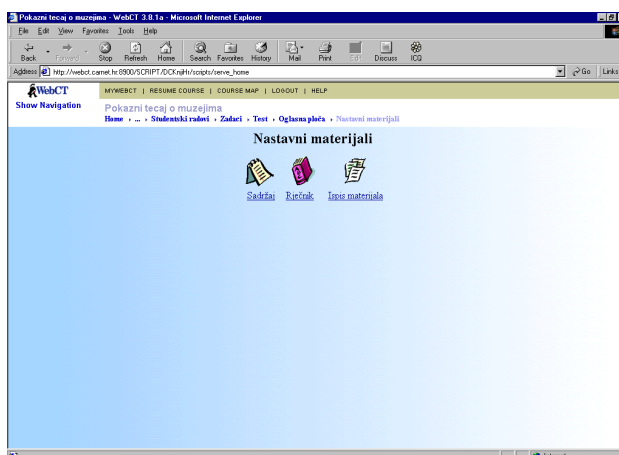 Pokazni tecaj o muzejima - WebCT 3.8.1a - Microsoft Internet Explorer
File Edit View Favorites Tools Help
Back Forward Stop Refresh Home Search Favorites History Mail Print Edit Discuss ICQ
Address http://webct.carnet.hr:8900/SCRIPT/DCKnjiHr/scripts/serve_home Go Links
WebCT MYWEBCT | RESUME COURSE | COURSE MAP | LOGOUT | HELP
Show Navigation Pokazni tecaj o muzejima
Home › ... › Studentski radovi › Zadaci › Test › Oglasna ploča › Nastavni materijali
Nastavni materijali
Sadržaj Rječnik Ispis materijala